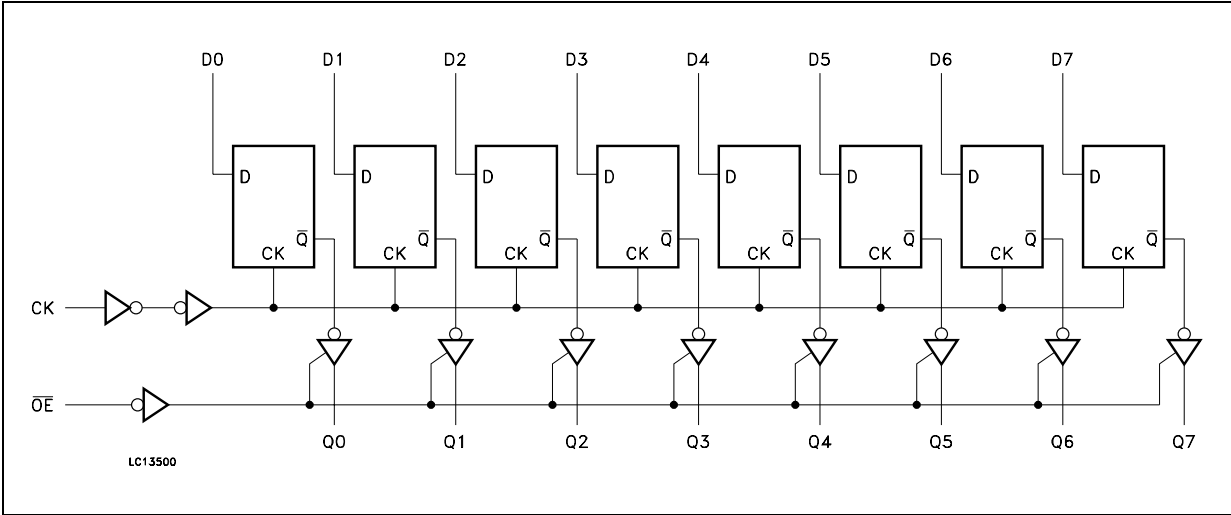 D0 D1 D2 D3 D4 D5 D6 D7
D D D D D D D D
Q̅ Q̅ Q̅ Q̅ Q̅ Q̅ Q̅ Q̅
CK CK CK CK CK CK CK CK
CK
O̅E̅
Q0 Q1 Q2 Q3 Q4 Q5 Q6 Q7
LC13500